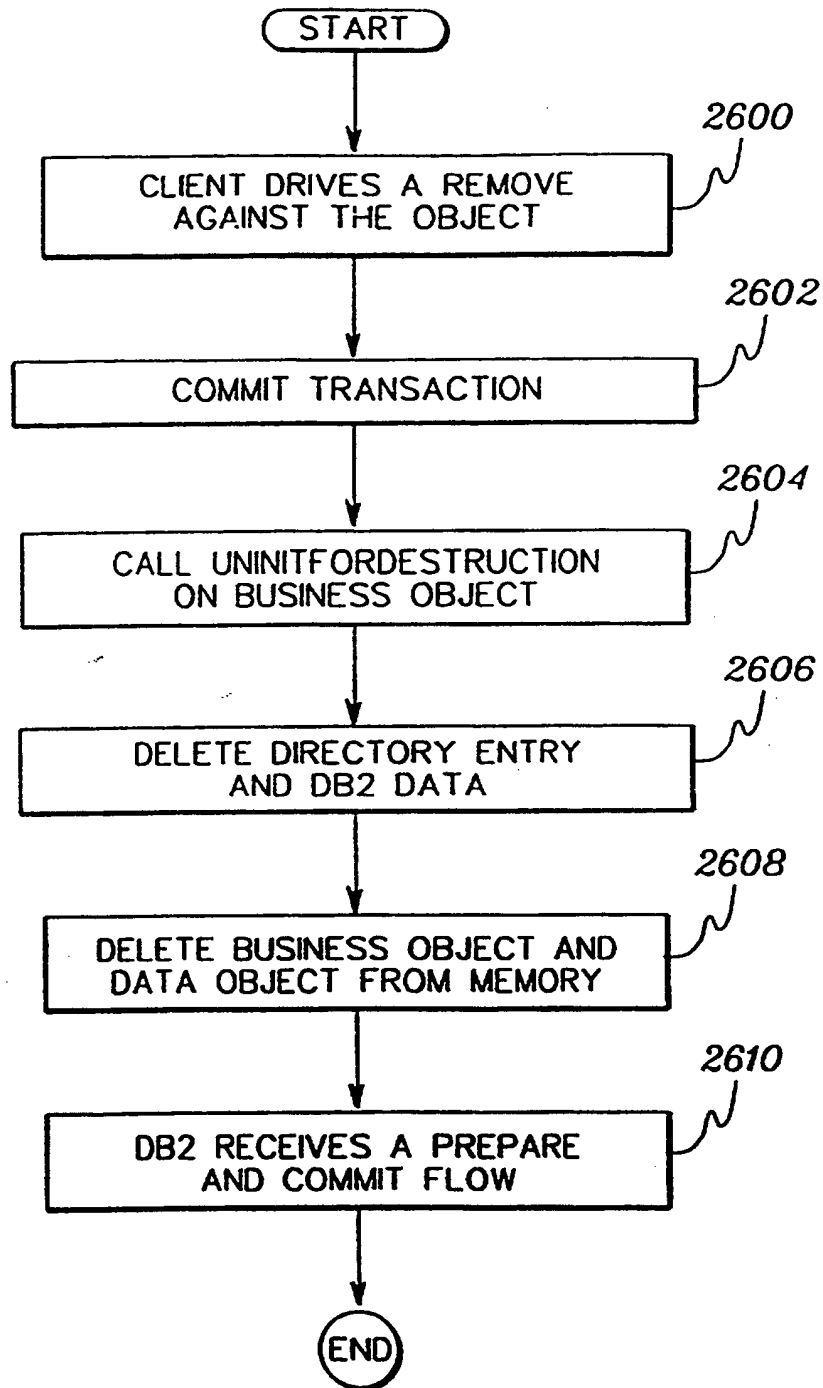 START
2600
CLIENT DRIVES A REMOVE
AGAINST THE OBJECT
2602
COMMIT TRANSACTION
2604
CALL UNINITFORDESTRUCTION
ON BUSINESS OBJECT
2606
DELETE DIRECTORY ENTRY
AND DB2 DATA
2608
DELETE BUSINESS OBJECT AND
DATA OBJECT FROM MEMORY
2610
DB2 RECEIVES A PREPARE
AND COMMIT FLOW
END